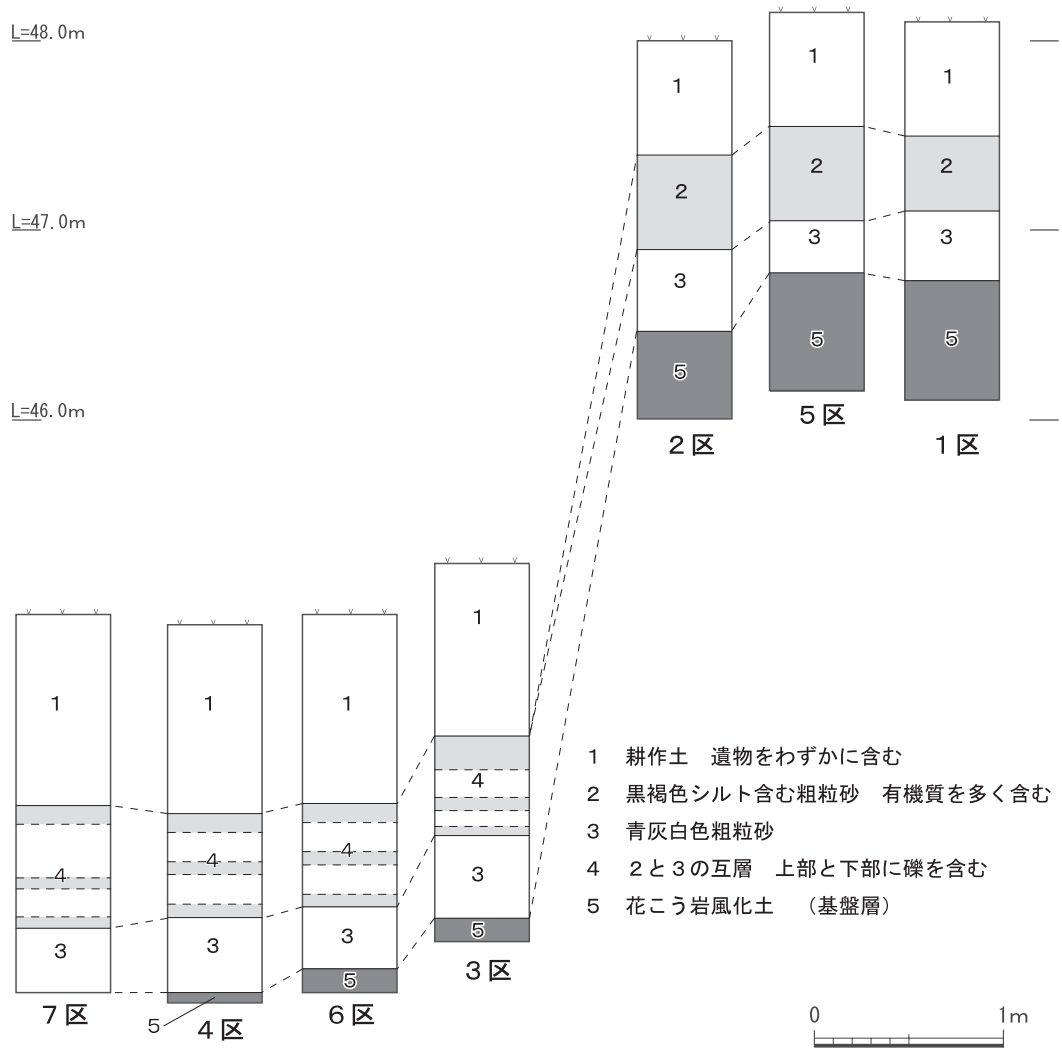 L=48.0m
L=47.0m
L=46.0m
1
2
3
5
2区
1
2
3
5
5区
1
2
3
5
1区
1
4
3
7区
1
4
3
5
4区
1
4
3
5
6区
1
4
3
5
3区
1 耕作土 遺物をわずかに含む
2 黒褐色シルト含む粗粒砂 有機質を多く含む
3 青灰白色粗粒砂
4 2と3の互層 上部と下部に礫を含む
5 花こう岩風化土 (基盤層)
0 1m